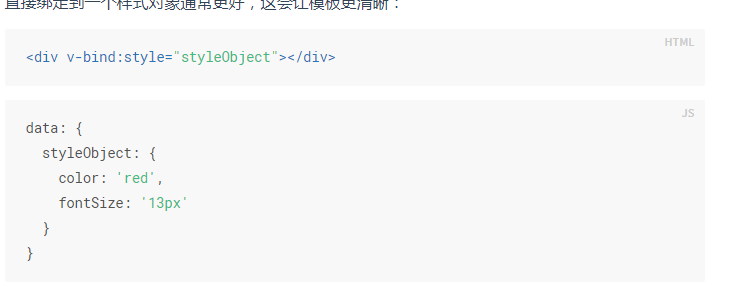 直接绑定到一个样式对象通常更好，这会让模板更清晰：
HTML
<div v-bind:style="styleObject"></div>
JS
data: {
  styleObject: {
    color: 'red',
    fontSize: '13px'
  }
}